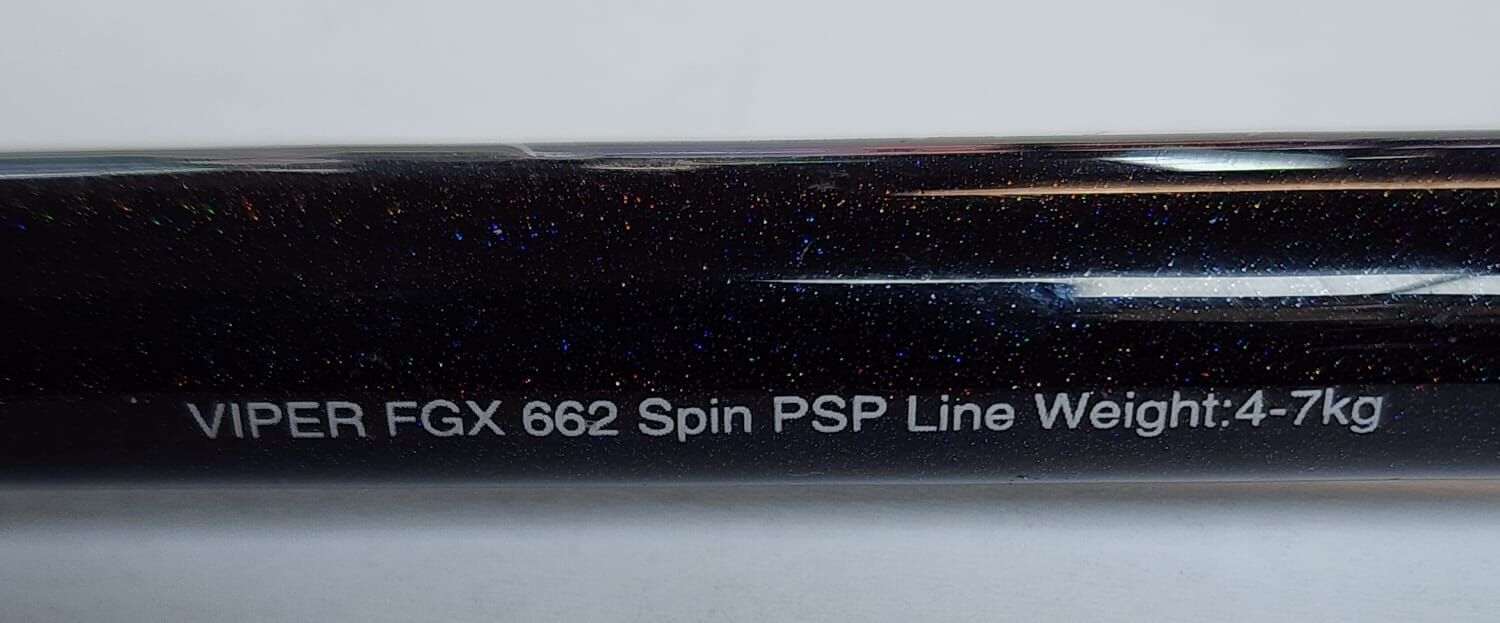 VIPER FGX 662 Spin PSP Line Weight:4-7kg